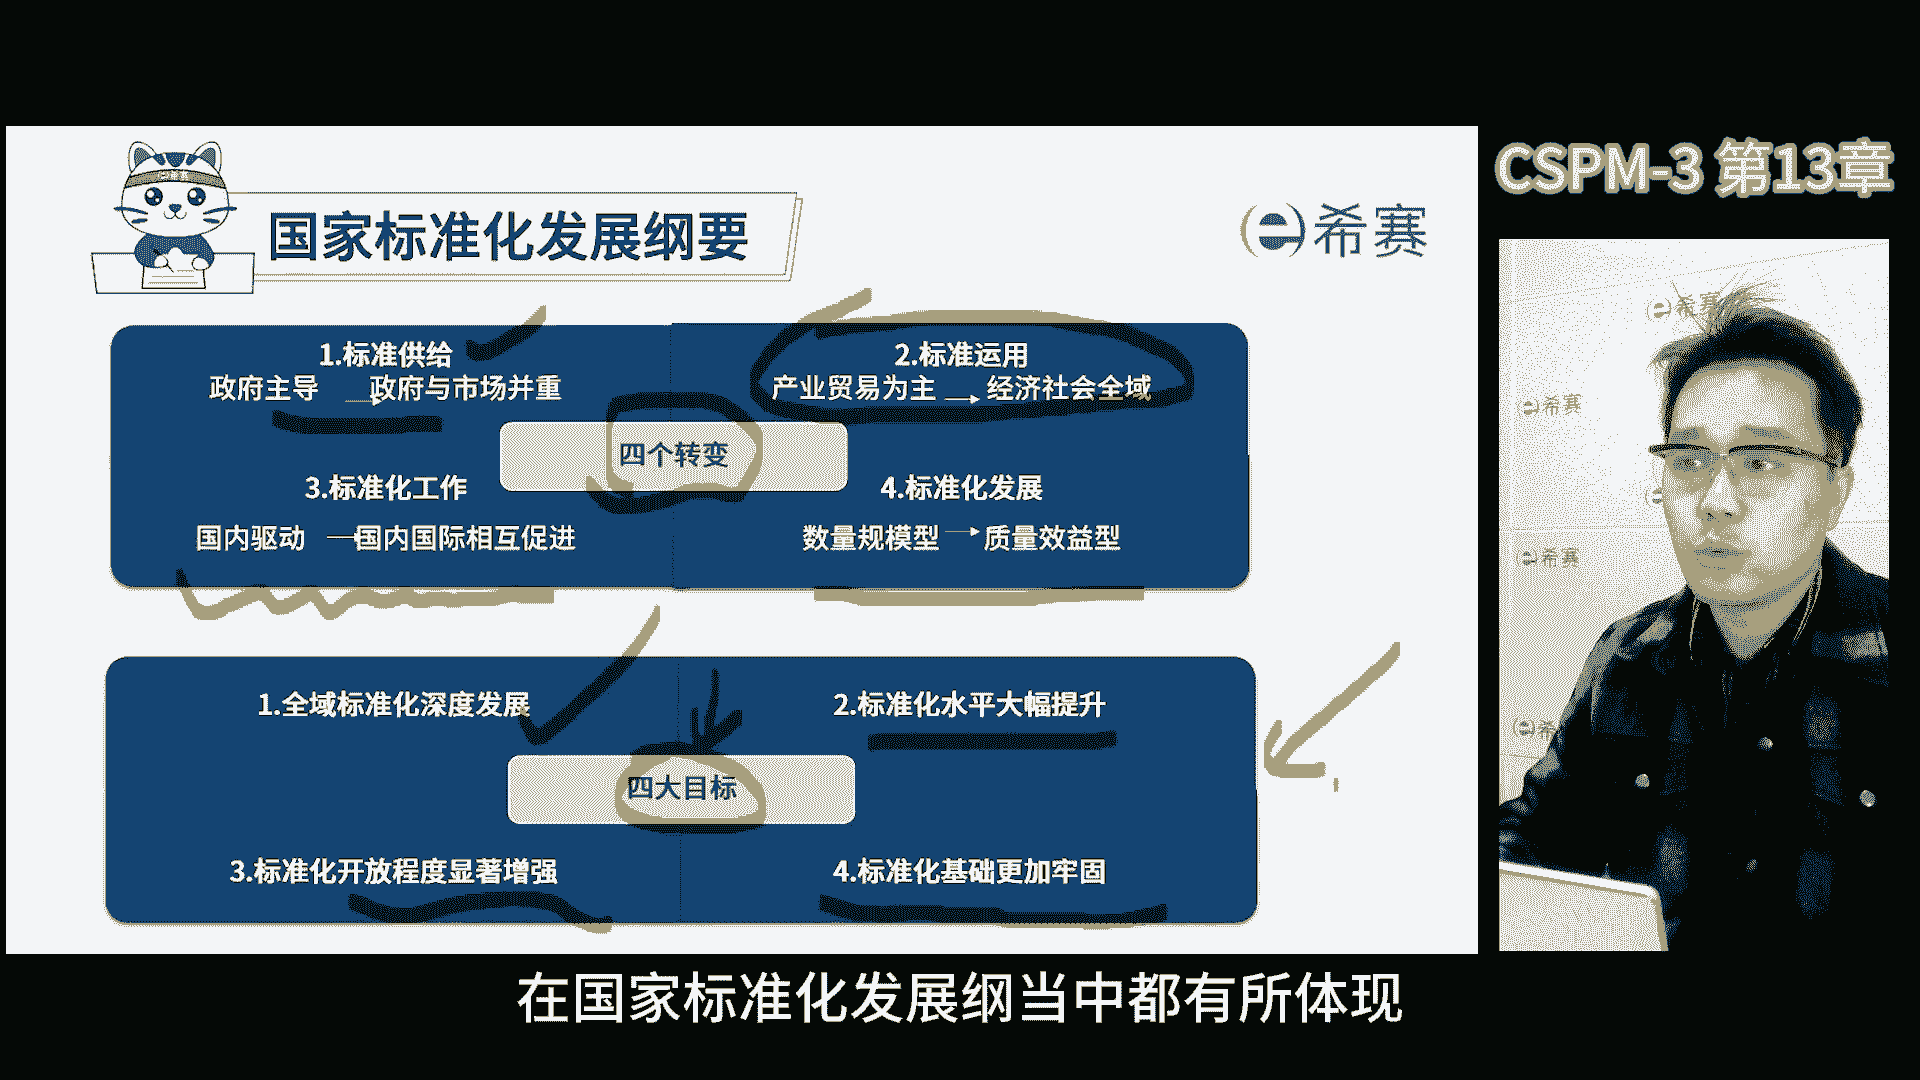 CSPM-3 第13章
国家标准化发展纲要
e希赛
1.标准供给
政府主导 → 政府与市场并重
2.标准运用
产业贸易为主 → 经济社会全域
四个转变
3.标准化工作
国内驱动 → 国内国际相互促进
4.标准化发展
数量规模型 → 质量效益型
1.全域标准化深度发展
2.标准化水平大幅提升
四大目标
3.标准化开放程度显著增强
4.标准化基础更加牢固
e希赛
e希赛
e希赛
在国家标准化发展纲当中都有所体现